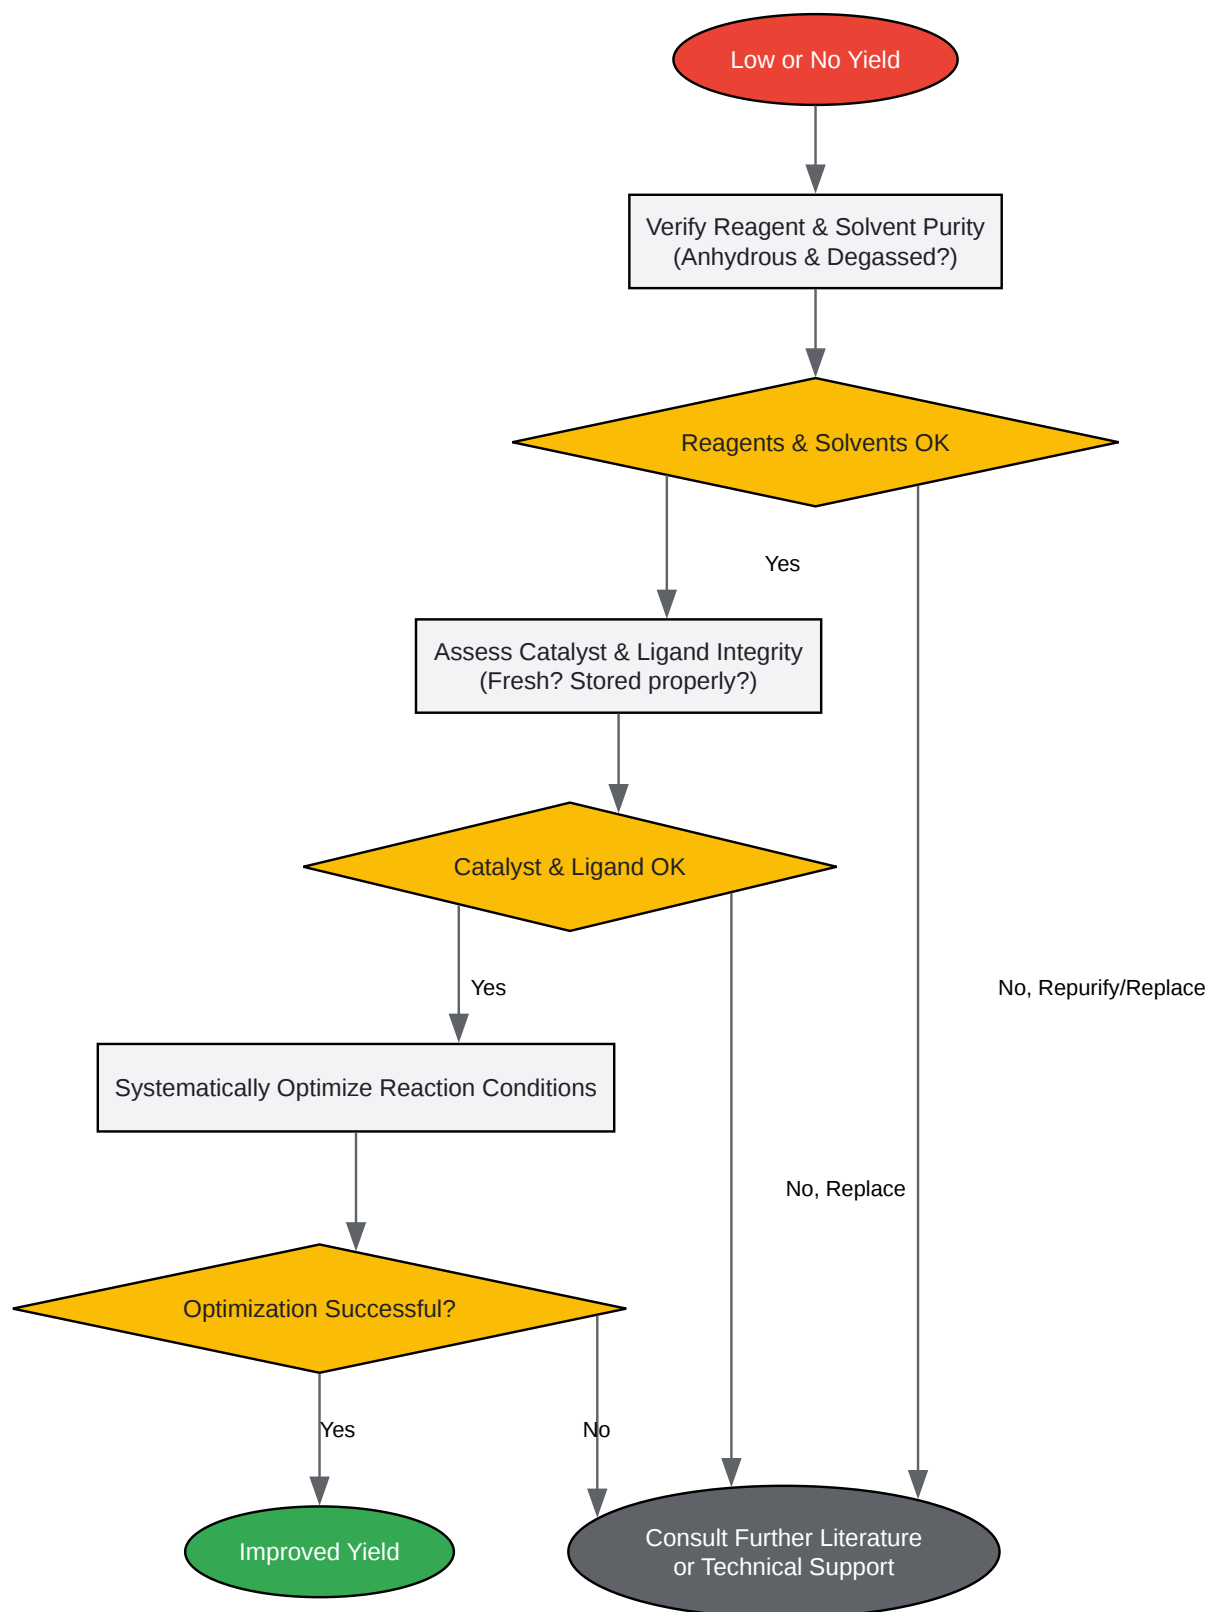 Low or No Yield
Verify Reagent & Solvent Purity
(Anhydrous & Degassed?)
Reagents & Solvents OK
Yes
Assess Catalyst & Ligand Integrity
(Fresh? Stored properly?)
Catalyst & Ligand OK
Yes
No, Repurify/Replace
Systematically Optimize Reaction Conditions
No, Replace
Optimization Successful?
Yes
No
Improved Yield
Consult Further Literature
or Technical Support